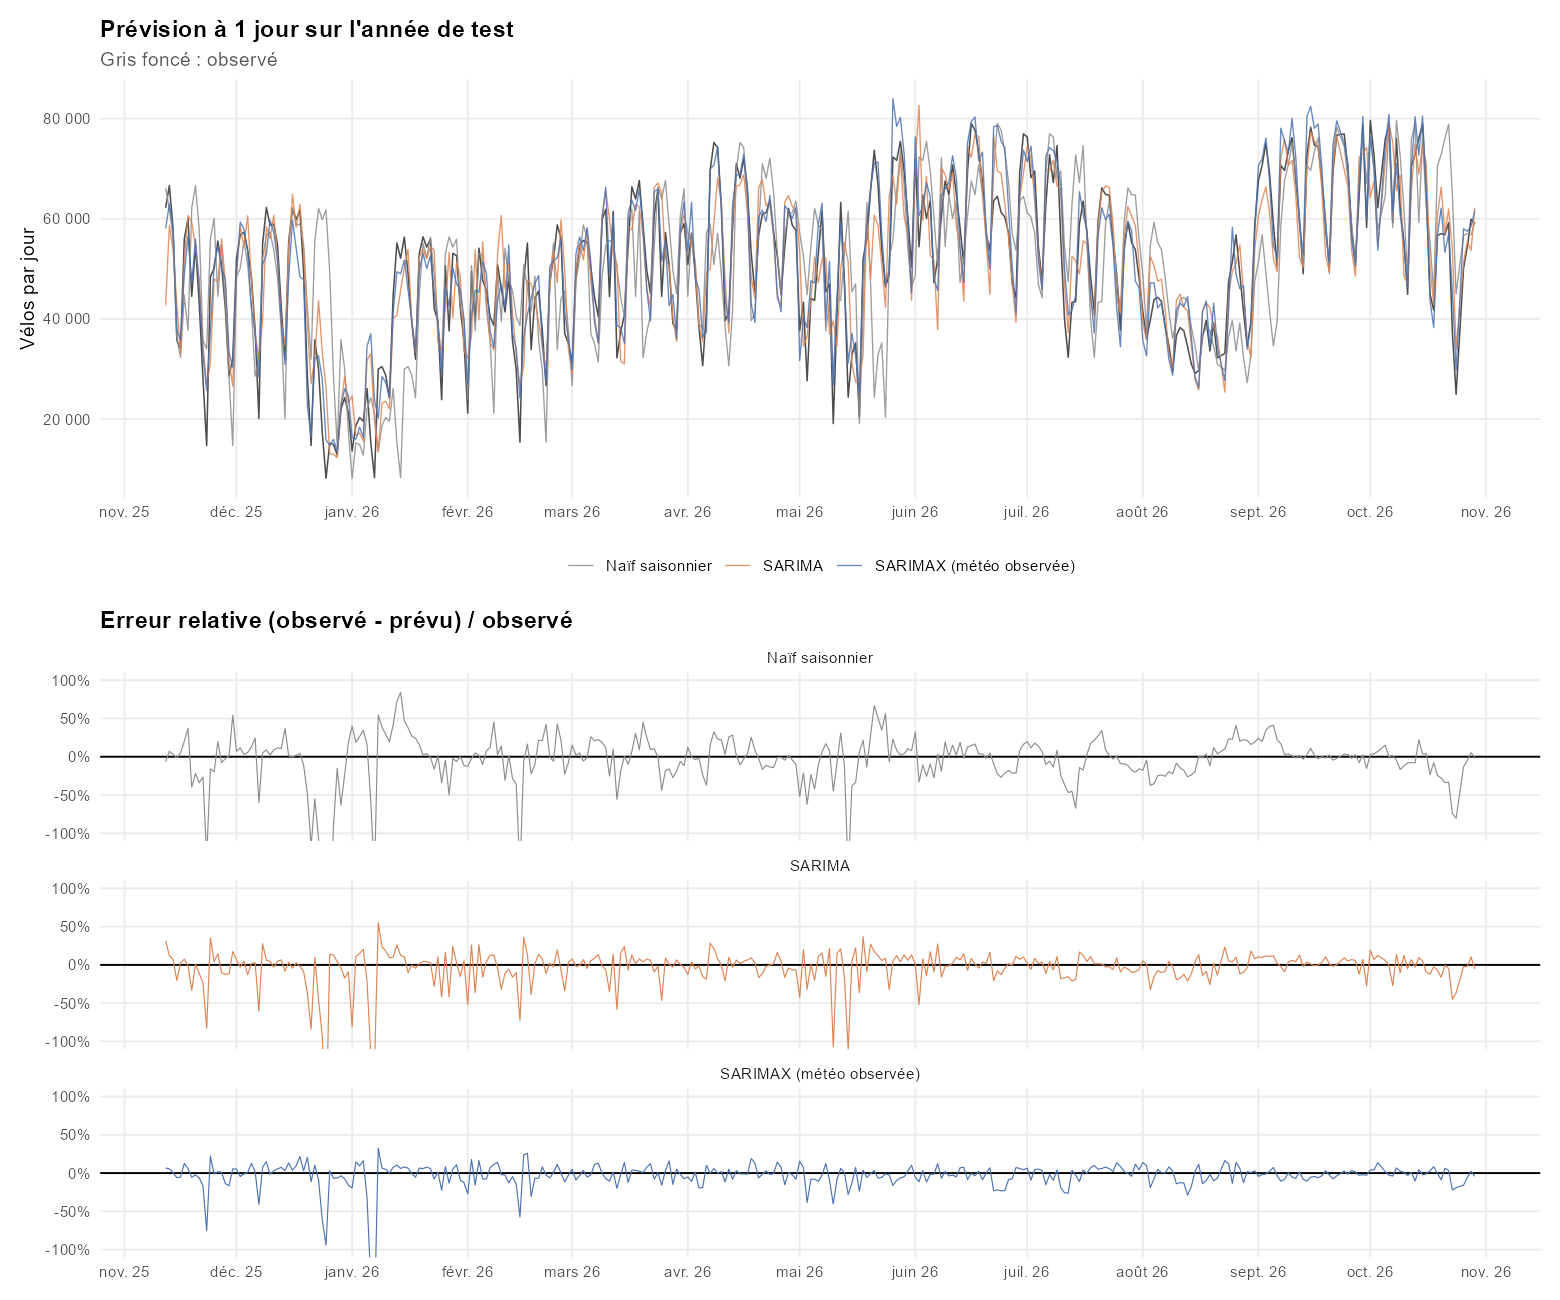 Prévision à 1 jour sur l'année de test
Gris foncé : observé
Vélos par jour
80 000
60 000
40 000
20 000
nov. 25 déc. 25 janv. 26 févr. 26 mars 26 avr. 26 mai 26 juin 26 juil. 26 août 26 sept. 26 oct. 26 nov. 26
Naïf saisonnier SARIMA SARIMAX (météo observée)
Erreur relative (observé - prévu) / observé
Naïf saisonnier
100%
50%
0%
-50%
-100%
SARIMA
100%
50%
0%
-50%
-100%
SARIMAX (météo observée)
100%
50%
0%
-50%
-100%
nov. 25 déc. 25 janv. 26 févr. 26 mars 26 avr. 26 mai 26 juin 26 juil. 26 août 26 sept. 26 oct. 26 nov. 26